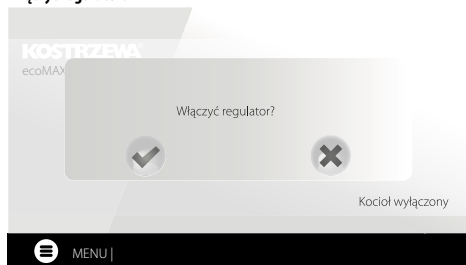 KOSTRZEWA
ecoMAX
Włączyć regulator?
Kocioł wyłączony
MENU |